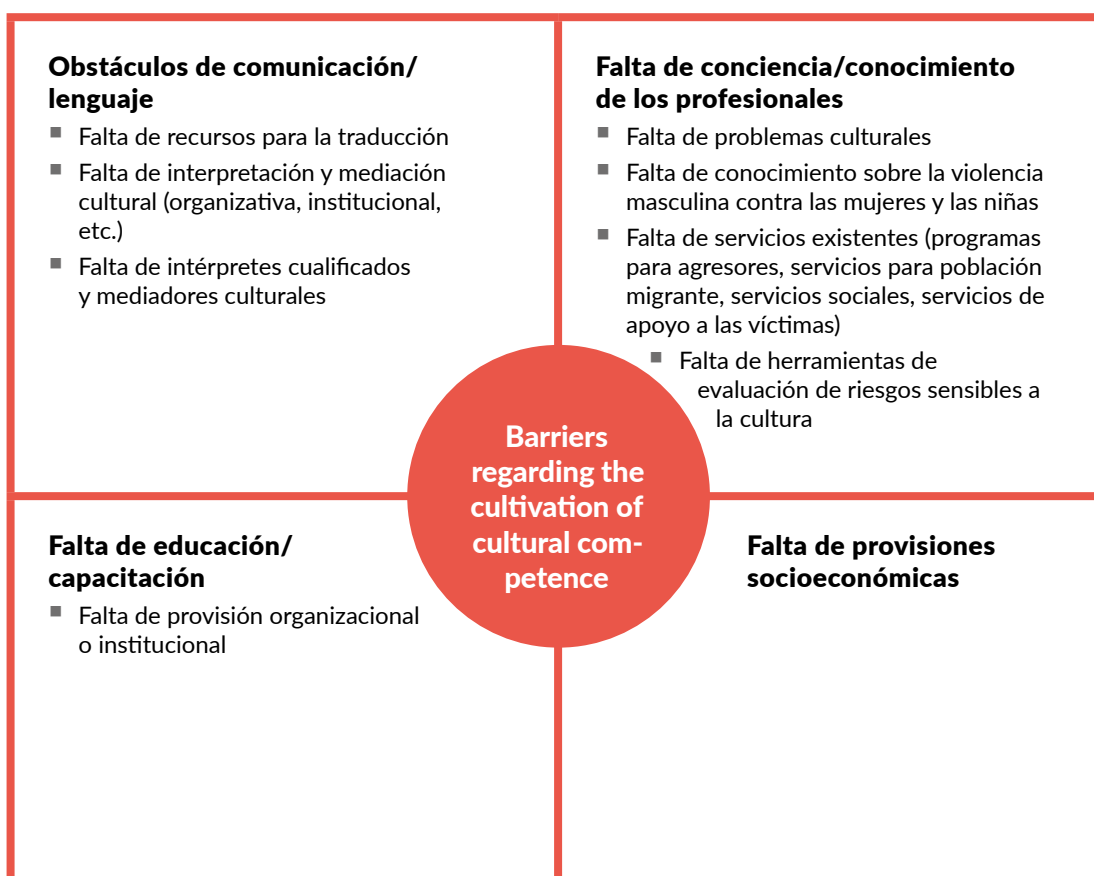 Obstáculos de comunicación/
lenguaje
Falta de recursos para la traducción
Falta de interpretación y mediación
cultural (organizativa, institucional,
etc.)
Falta de intérpretes cualificados
y mediadores culturales
Falta de conciencia/conocimiento
de los profesionales
Falta de problemas culturales
Falta de conocimiento sobre la violencia
masculina contra las mujeres y las niñas
Falta de servicios existentes (programas
para agresores, servicios para población
migrante, servicios sociales, servicios de
apoyo a las víctimas)
Falta de herramientas de
evaluación de riesgos sensibles a
la cultura
Barriers
regarding the
cultivation of
cultural com-
petence
Falta de educación/
capacitación
Falta de provisión organizacional
o institucional
Falta de provisiones
socioeconómicas